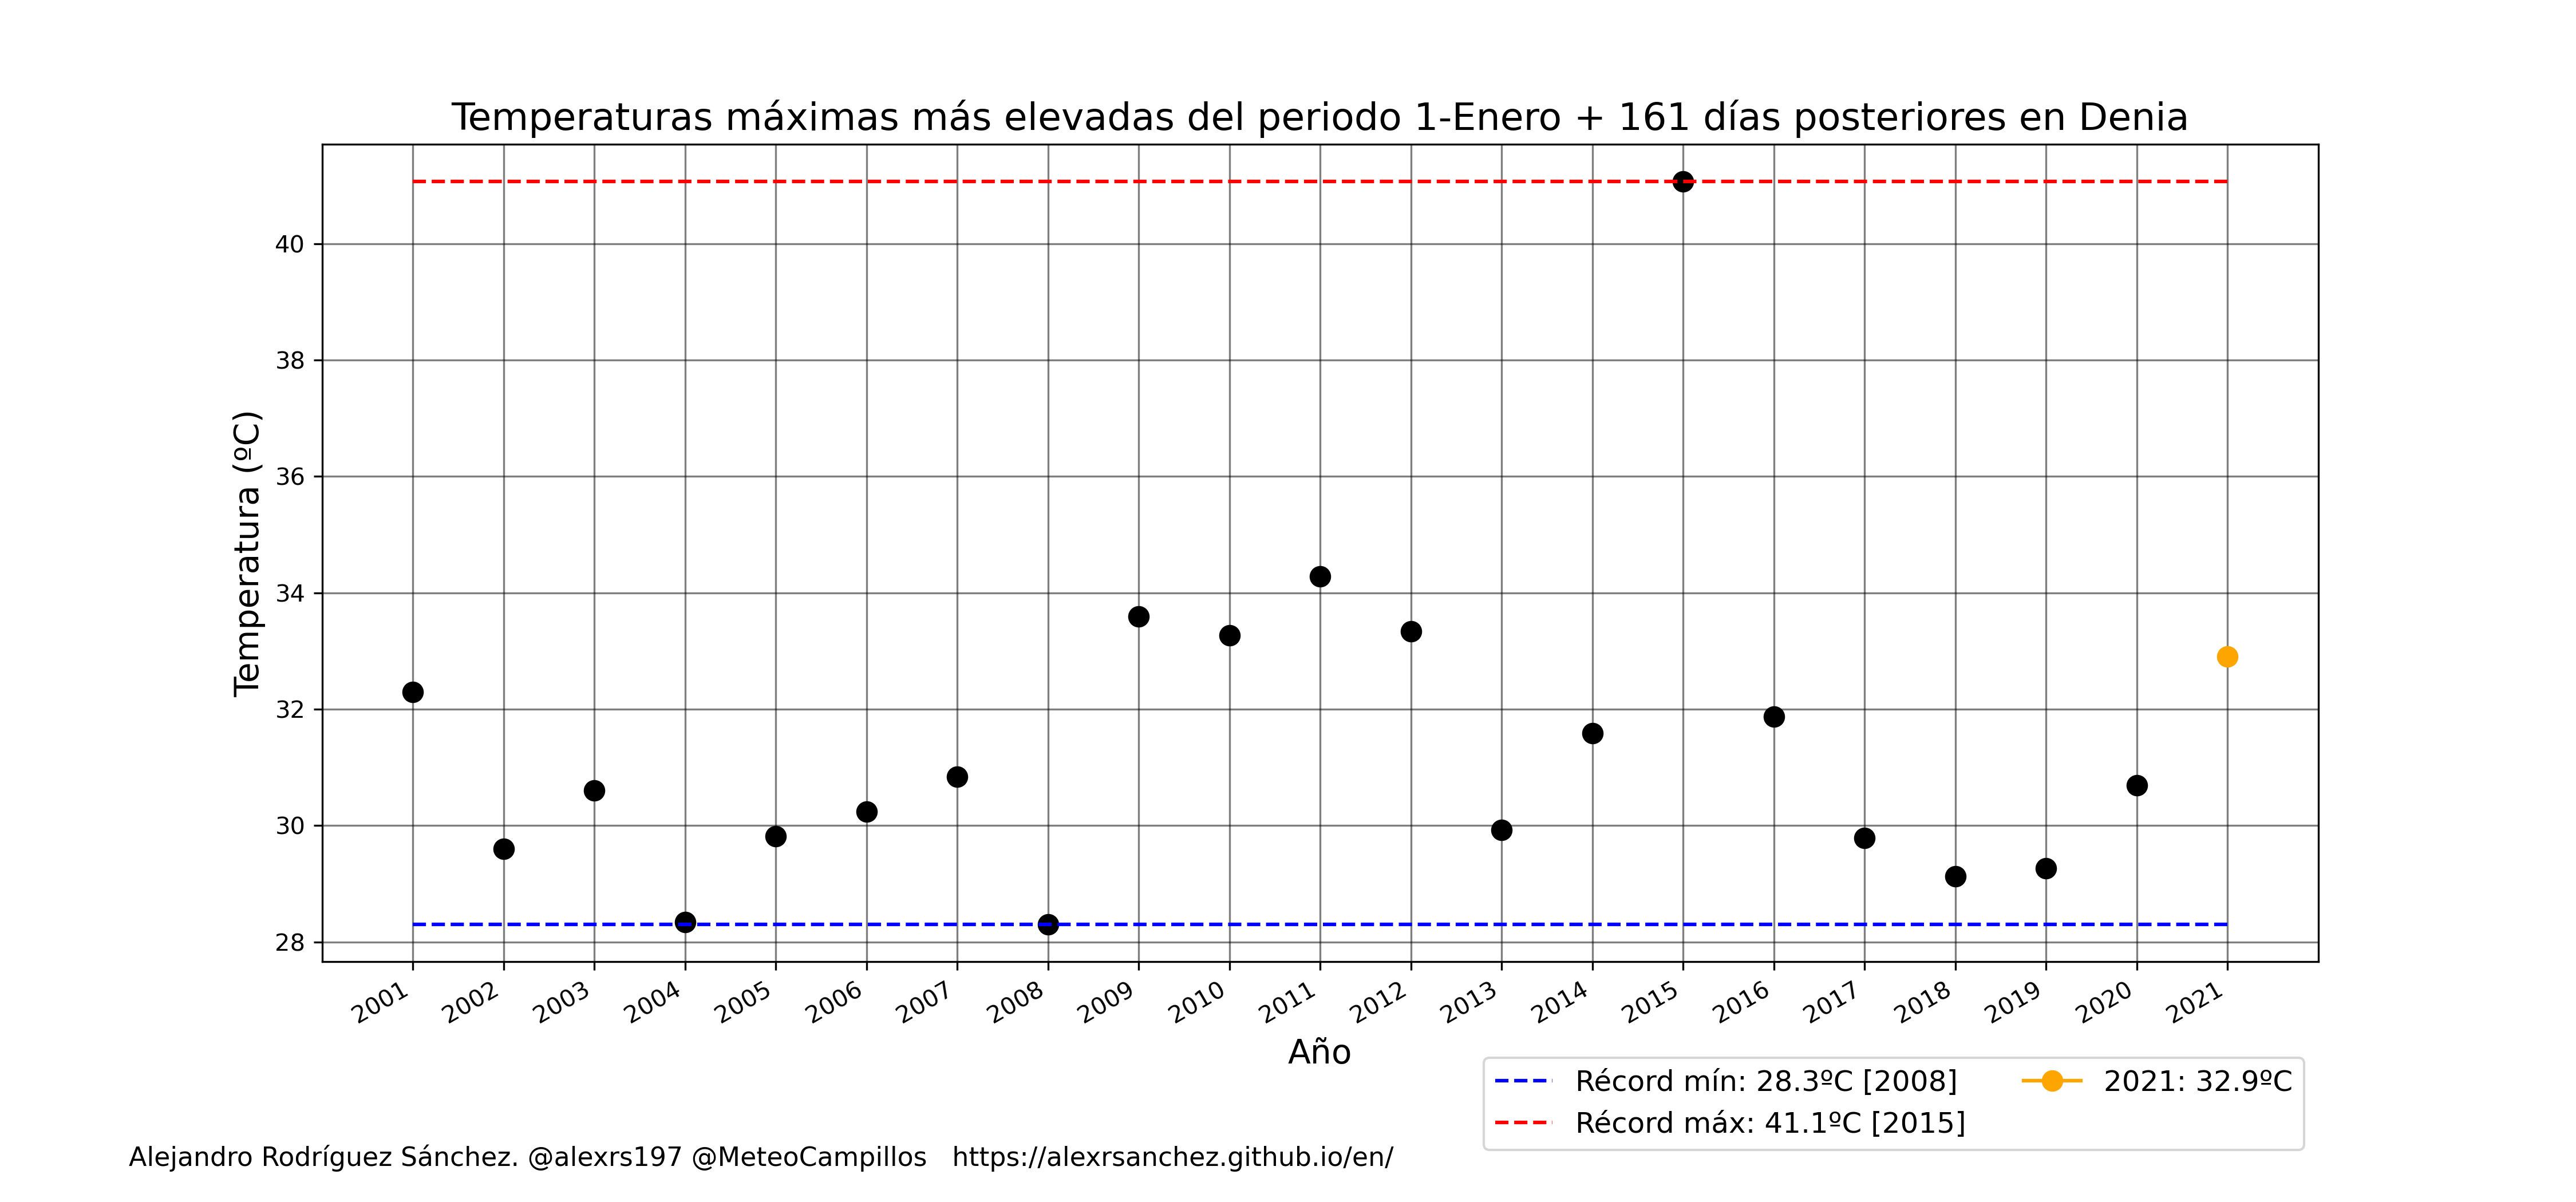 Temperaturas máximas más elevadas del periodo 1-Enero + 161 días posteriores en Denia
Temperatura (ºC)
40
38
36
34
32
30
28
2001 2002 2003 2004 2005 2006 2007 2008 2009 2010 2011 2012 2013 2014 2015 2016 2017 2018 2019 2020 2021
Año
Récord mín: 28.3ºC [2008]
Récord máx: 41.1ºC [2015]
2021: 32.9ºC
Alejandro Rodríguez Sánchez. @alexrs197 @MeteoCampillos https://alexrsanchez.github.io/en/